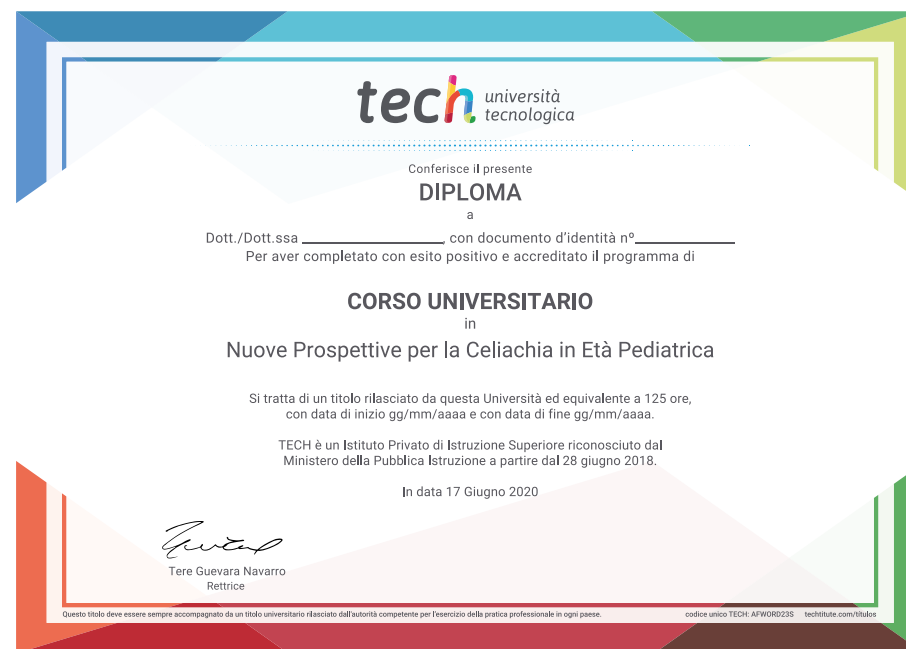 tech università
tecnologica
Conferisce il presente
DIPLOMA
a
Dott./Dott.ssa ____________________, con documento d'identità nº______________
Per aver completato con esito positivo e accreditato il programma di
CORSO UNIVERSITARIO
in
Nuove Prospettive per la Celiachia in Età Pediatrica
Si tratta di un titolo rilasciato da questa Università ed equivalente a 125 ore,
con data di inizio gg/mm/aaaa e con data di fine gg/mm/aaaa.
TECH è un Istituto Privato di Istruzione Superiore riconosciuto dal
Ministero della Pubblica Istruzione a partire dal 28 giugno 2018.
In data 17 Giugno 2020
Tere Guevara Navarro
Rettrice
Questo titolo deve essere sempre accompagnato da un titolo universitario rilasciato dall'autorità competente per l'esercizio della pratica professionale in ogni paese. codice unico TECH: AFWORD23S techtitute.com/titulos